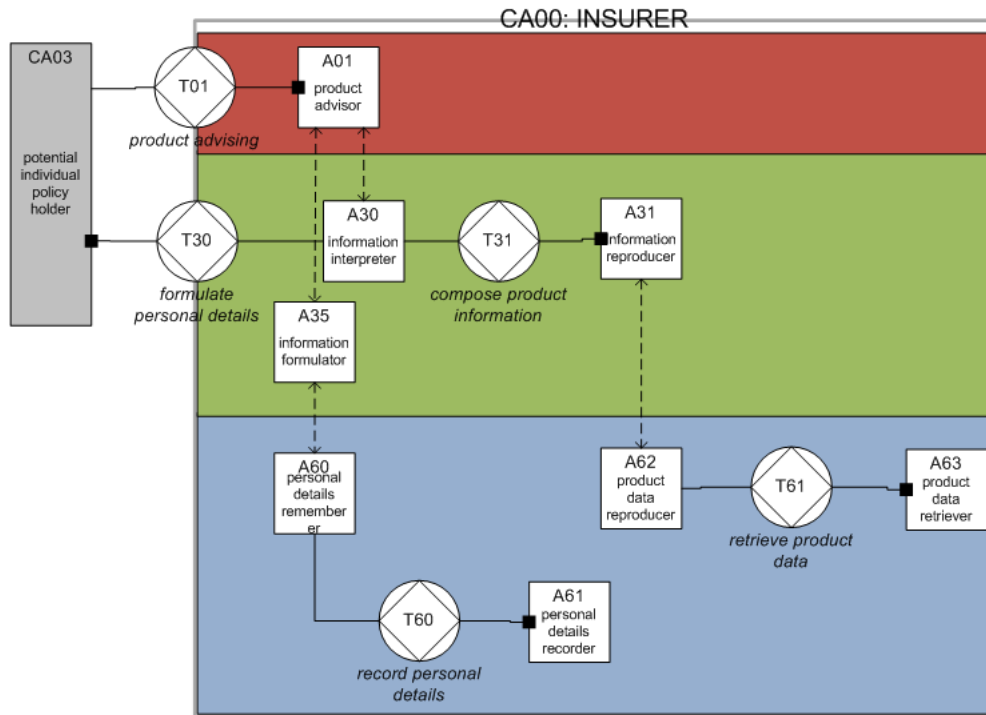 CA00: INSURER
CA03
potential
individual
policy
holder
T01
product advising
A01
product
advisor
T30
formulate
personal details
A30
information
interpreter
T31
compose product
information
A31
information
reproducer
A35
information
formulator
A60
personal
details
rememb
er
A62
product
data
reproducer
T61
retrieve product
data
A63
product
data
retriever
T60
record personal
details
A61
personal
details
recorder